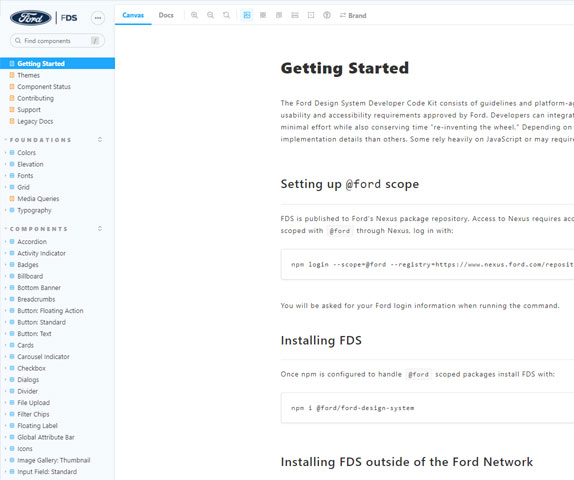 Ford FDS
Find components /
Getting Started
Themes
Component Status
Contributing
Support
Legacy Docs
FOUNDATIONS
Colors
Elevation
Fonts
Grid
Media Queries
Typography
COMPONENTS
Accordion
Activity Indicator
Badges
Billboard
Bottom Banner
Breadcrumbs
Button: Floating Action
Button: Standard
Button: Text
Cards
Carousel Indicator
Checkbox
Dialogs
Divider
File Upload
Filter Chips
Floating Label
Global Attribute Bar
Icons
Image Gallery: Thumbnail
Input Field: Standard
Canvas Docs Brand
Getting Started
The Ford Design System Developer Code Kit consists of guidelines and platform-a
usability and accessibility requirements approved by Ford. Developers can integrat
minimal effort while also conserving time "re-inventing the wheel." Depending on
implementation details than others. Some rely heavily on JavaScript or may require
Setting up @ford scope
FDS is published to Ford's Nexus package repository. Access to Nexus requires acc
scoped with @ford through Nexus, log in with:
npm login --scope=@ford --registry=https://www.nexus.ford.com/reposit
You will be asked for your Ford login information when running the command.
Installing FDS
Once npm is configured to handle @ford scoped packages install FDS with:
npm i @ford/ford-design-system
Installing FDS outside of the Ford Network